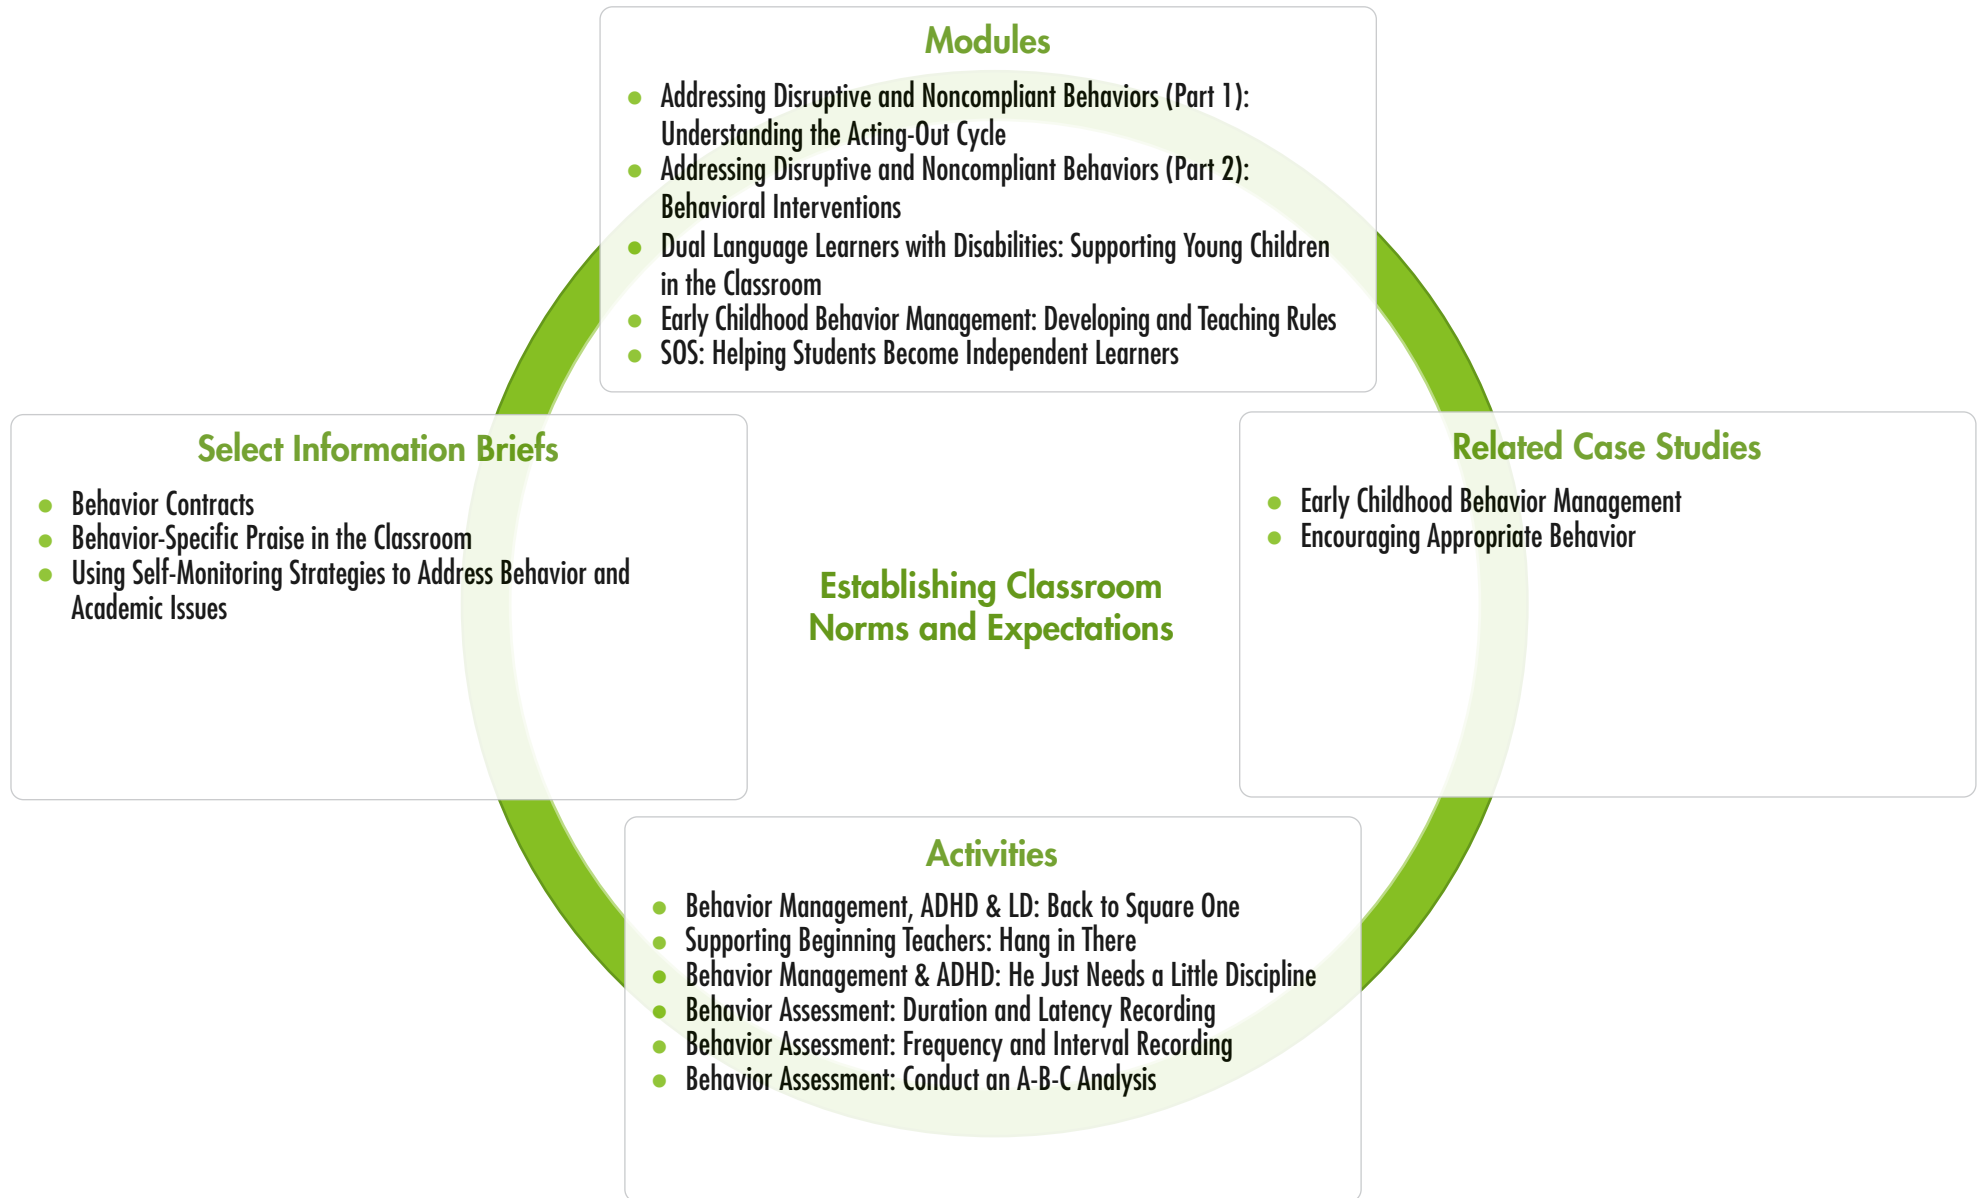 Modules
Addressing Disruptive and Noncompliant Behaviors (Part 1):
Understanding the Acting-Out Cycle
Addressing Disruptive and Noncompliant Behaviors (Part 2):
Behavioral Interventions
Dual Language Learners with Disabilities: Supporting Young Children
in the Classroom
Early Childhood Behavior Management: Developing and Teaching Rules
SOS: Helping Students Become Independent Learners
Select Information Briefs
Behavior Contracts
Behavior-Specific Praise in the Classroom
Using Self-Monitoring Strategies to Address Behavior and
Academic Issues
Establishing Classroom
Norms and Expectations
Related Case Studies
Early Childhood Behavior Management
Encouraging Appropriate Behavior
Activities
Behavior Management, ADHD & LD: Back to Square One
Supporting Beginning Teachers: Hang in There
Behavior Management & ADHD: He Just Needs a Little Discipline
Behavior Assessment: Duration and Latency Recording
Behavior Assessment: Frequency and Interval Recording
Behavior Assessment: Conduct an A-B-C Analysis